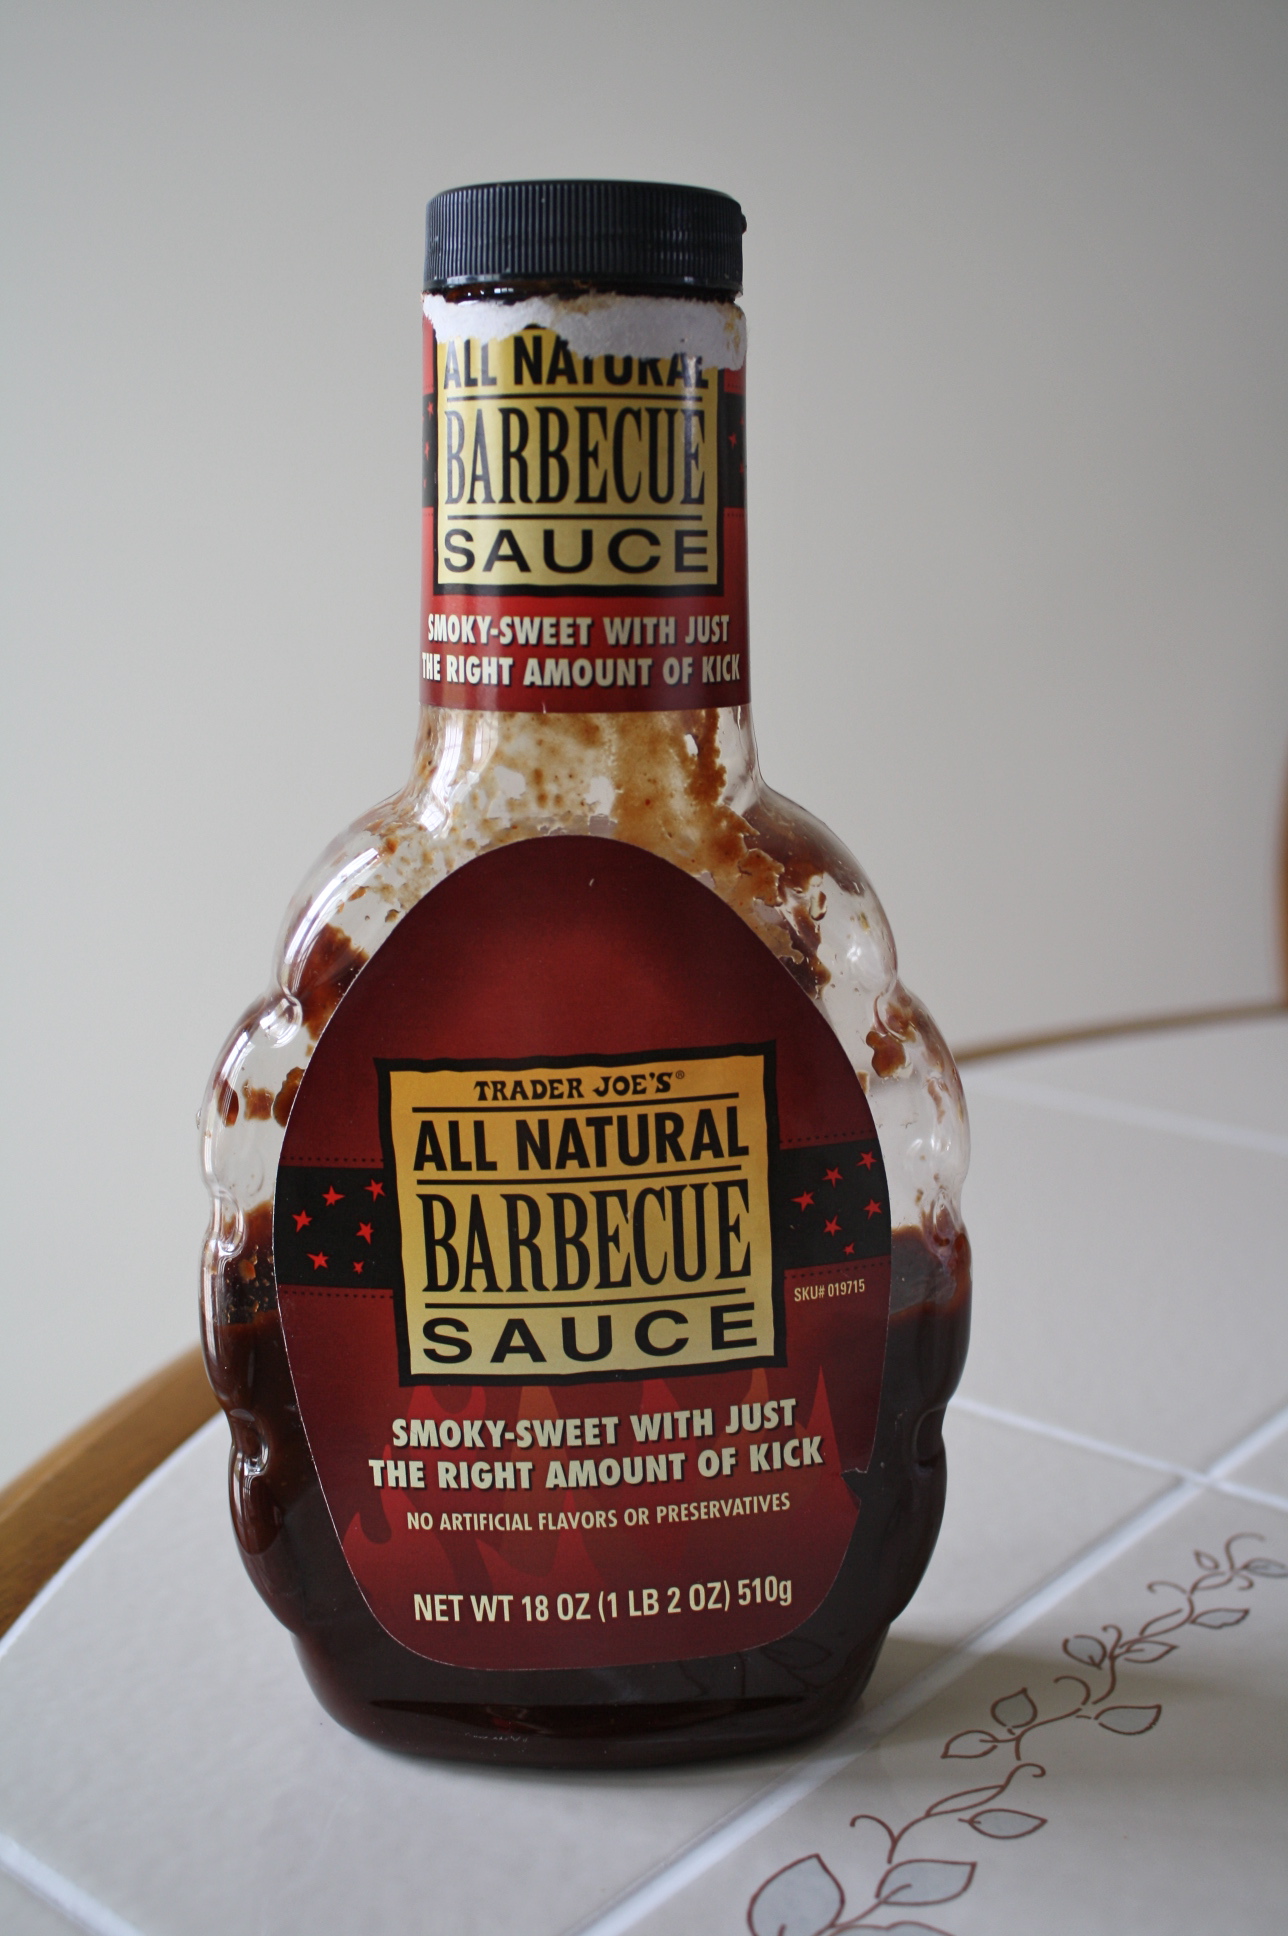 ALL NATURAL
BARBECUE
SAUCE
SMOKY-SWEET WITH JUST
THE RIGHT AMOUNT OF KICK
TRADER JOE'S®
ALL NATURAL
BARBECUE
SAUCE
SKU# 019715
SMOKY-SWEET WITH JUST
THE RIGHT AMOUNT OF KICK
NO ARTIFICIAL FLAVORS OR PRESERVATIVES
NET WT 18 OZ (1 LB 2 OZ) 510g